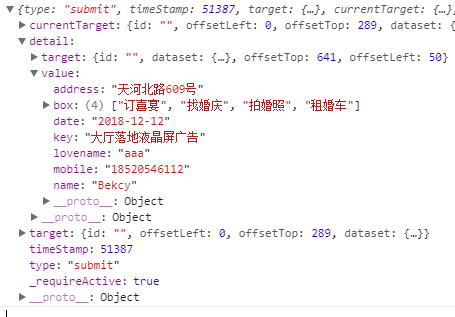 ▼{type: "submit", timeStamp: 51387, target: {…}, currentTarget: {…},
▶currentTarget: {id: "", offsetLeft: 0, offsetTop: 289, dataset: {…}
▼detail:
▶target: {id: "", dataset: {…}, offsetTop: 641, offsetLeft: 50}
▼value:
address: "天河北路609号"
▶box: (4) ["订喜宴", "找婚庆", "拍婚照", "租婚车"]
date: "2018-12-12"
key: "大厅落地液晶屏广告"
lovename: "aaa"
mobile: "18520546112"
name: "Bekcy"
▶__proto__: Object
▶__proto__: Object
▶target: {id: "", offsetLeft: 0, offsetTop: 289, dataset: {…}}
timeStamp: 51387
type: "submit"
_requireActive: true
▶__proto__: Object